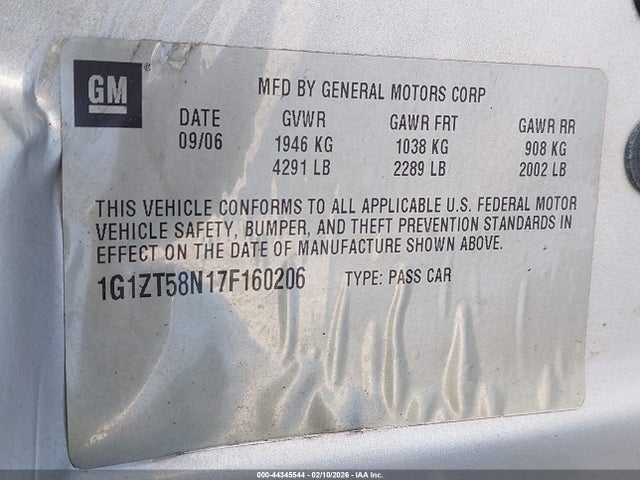 GM
MFD BY GENERAL MOTORS CORP
DATE GVWR GAWR FRT GAWR RR
09/06 1946 KG 1038 KG 908 KG
4291 LB 2289 LB 2002 LB
THIS VEHICLE CONFORMS TO ALL APPLICABLE U.S. FEDERAL MOTOR
VEHICLE SAFETY, BUMPER, AND THEFT PREVENTION STANDARDS IN
EFFECT ON THE DATE OF MANUFACTURE SHOWN ABOVE.
1G1ZT58N17F160206 TYPE: PASS CAR
000-44345544 - 02/10/2026 - IAA Inc.